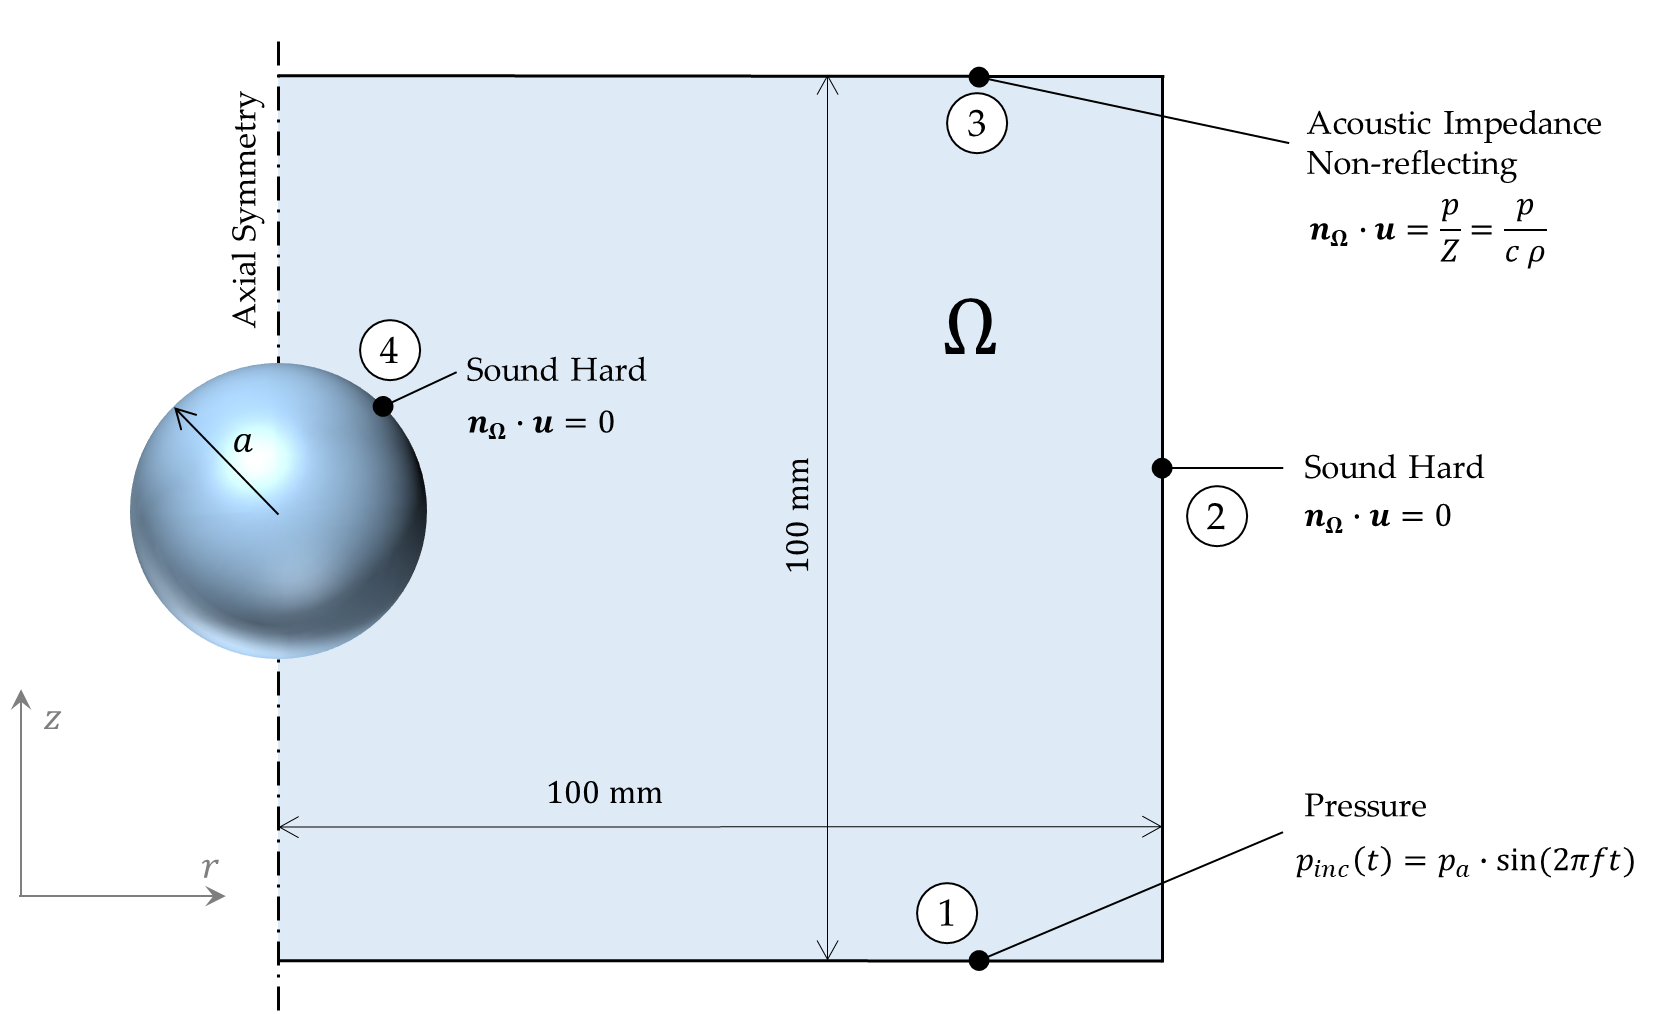 Axial Symmetry
3
Acoustic Impedance
Non-reflecting
𝒏_Ω · 𝒖 = p/Z = p/(c ρ)
Ω
4
Sound Hard
𝒏_Ω · 𝒖 = 0
a
100 mm
Sound Hard
𝒏_Ω · 𝒖 = 0
2
z
r
100 mm
Pressure
p_inc(t) = p_a · sin(2πft)
1